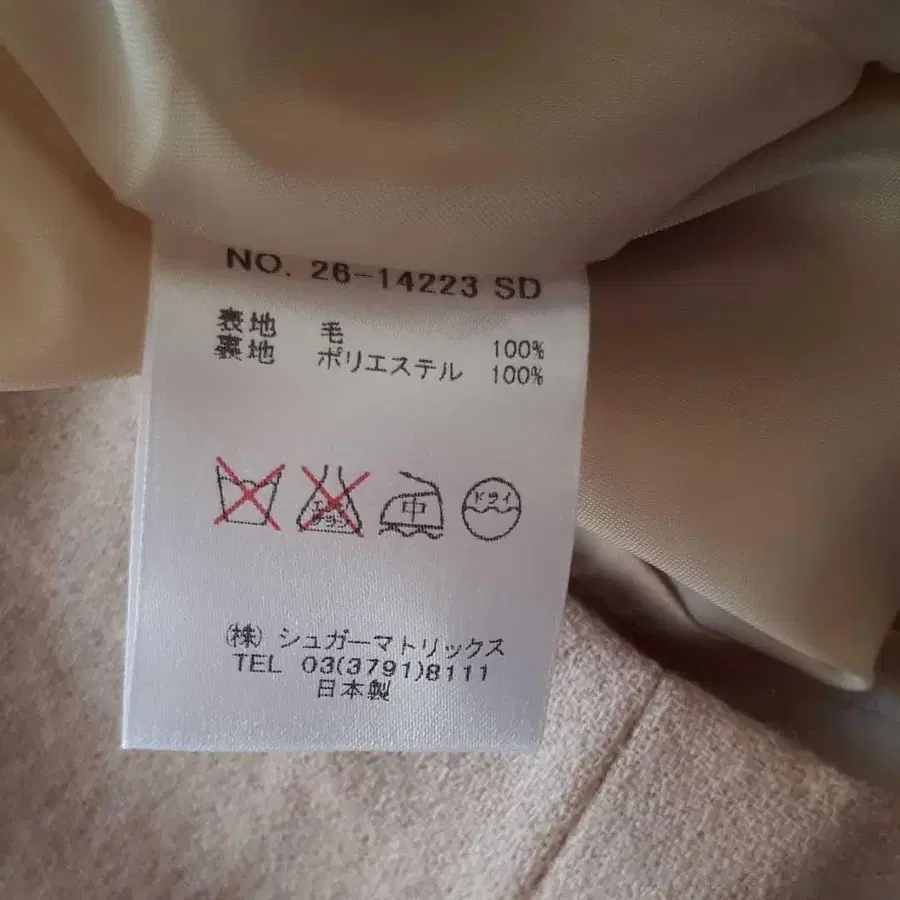 NO. 26-14223 SD
表地 毛 100%
裏地 ポリエステル 100%
中
ドライ
(株) シュガーマトリックス
TEL 03(3791)8111
日本製